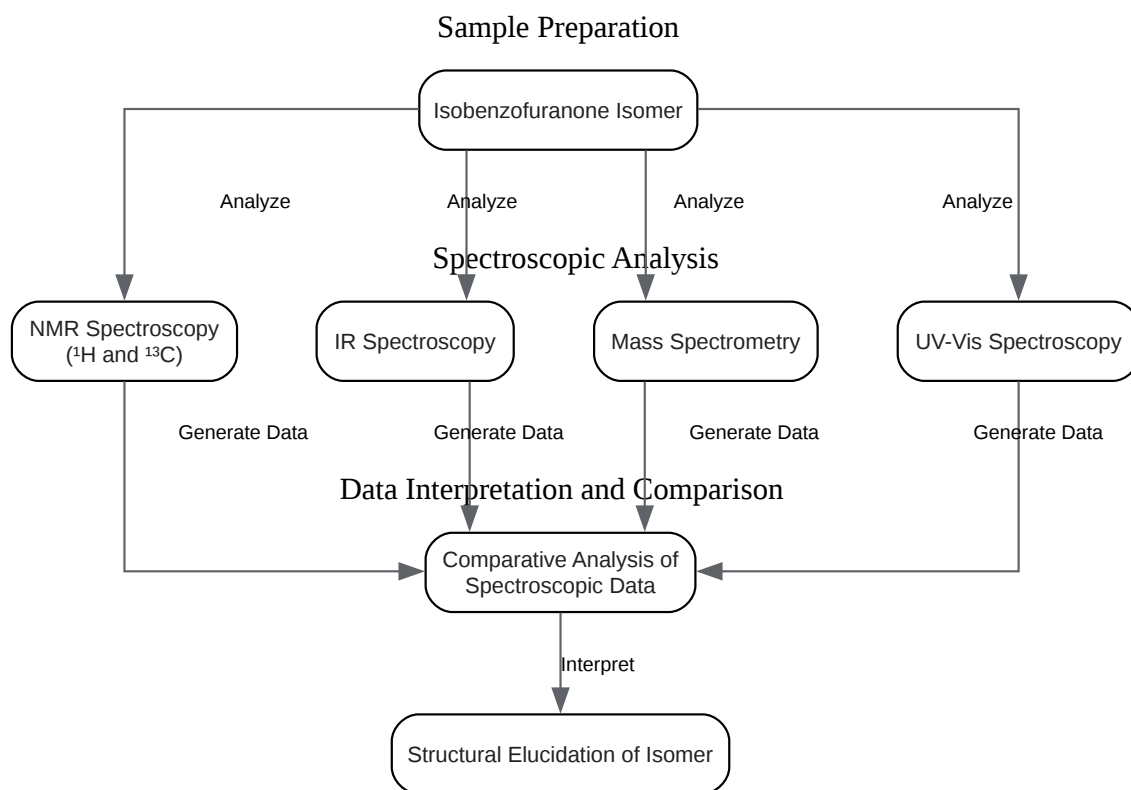 Sample Preparation
Isobenzofuranone Isomer
Analyze
Analyze
Analyze
Analyze
Spectroscopic Analysis
NMR Spectroscopy
(¹H and ¹³C)
IR Spectroscopy
Mass Spectrometry
UV-Vis Spectroscopy
Generate Data
Generate Data
Generate Data
Generate Data
Data Interpretation and Comparison
Comparative Analysis of
Spectroscopic Data
Interpret
Structural Elucidation of Isomer